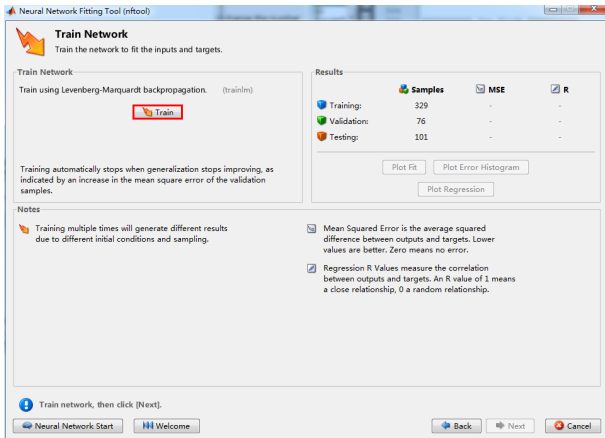 Neural Network Fitting Tool (nftool)
Train Network
Train the network to fit the inputs and targets.
Train Network
Train using Levenberg-Marquardt backpropagation. (trainlm)
Train
Training automatically stops when generalization stops improving, as
indicated by an increase in the mean square error of the validation
samples.
Results
Samples MSE R
Training: 329 - -
Validation: 76 - -
Testing: 101 - -
Plot Fit Plot Error Histogram
Plot Regression
Notes
Training multiple times will generate different results
due to different initial conditions and sampling.
Mean Squared Error is the average squared
difference between outputs and targets. Lower
values are better. Zero means no error.
Regression R Values measure the correlation
between outputs and targets. An R value of 1 means
a close relationship, 0 a random relationship.
Train network, then click [Next].
Neural Network Start Welcome Back Next Cancel